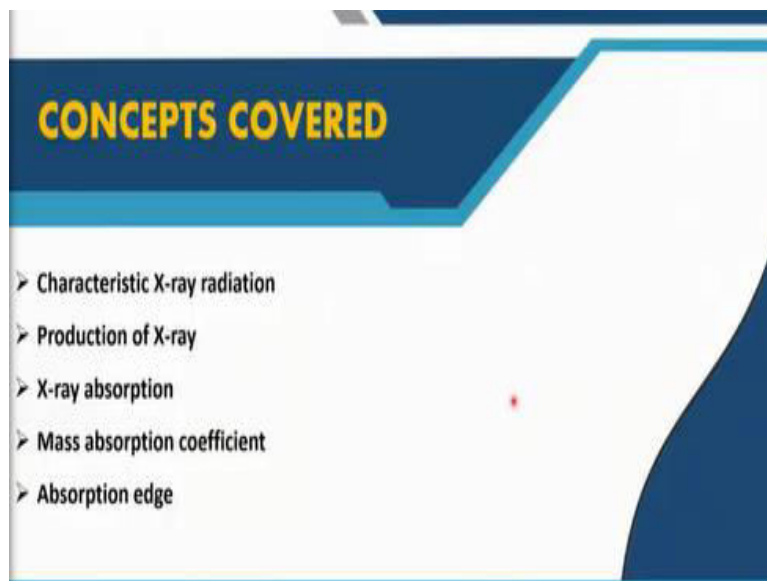 CONCEPTS COVERED
➢ Characteristic X-ray radiation
➢ Production of X-ray
➢ X-ray absorption
➢ Mass absorption coefficient
➢ Absorption edge